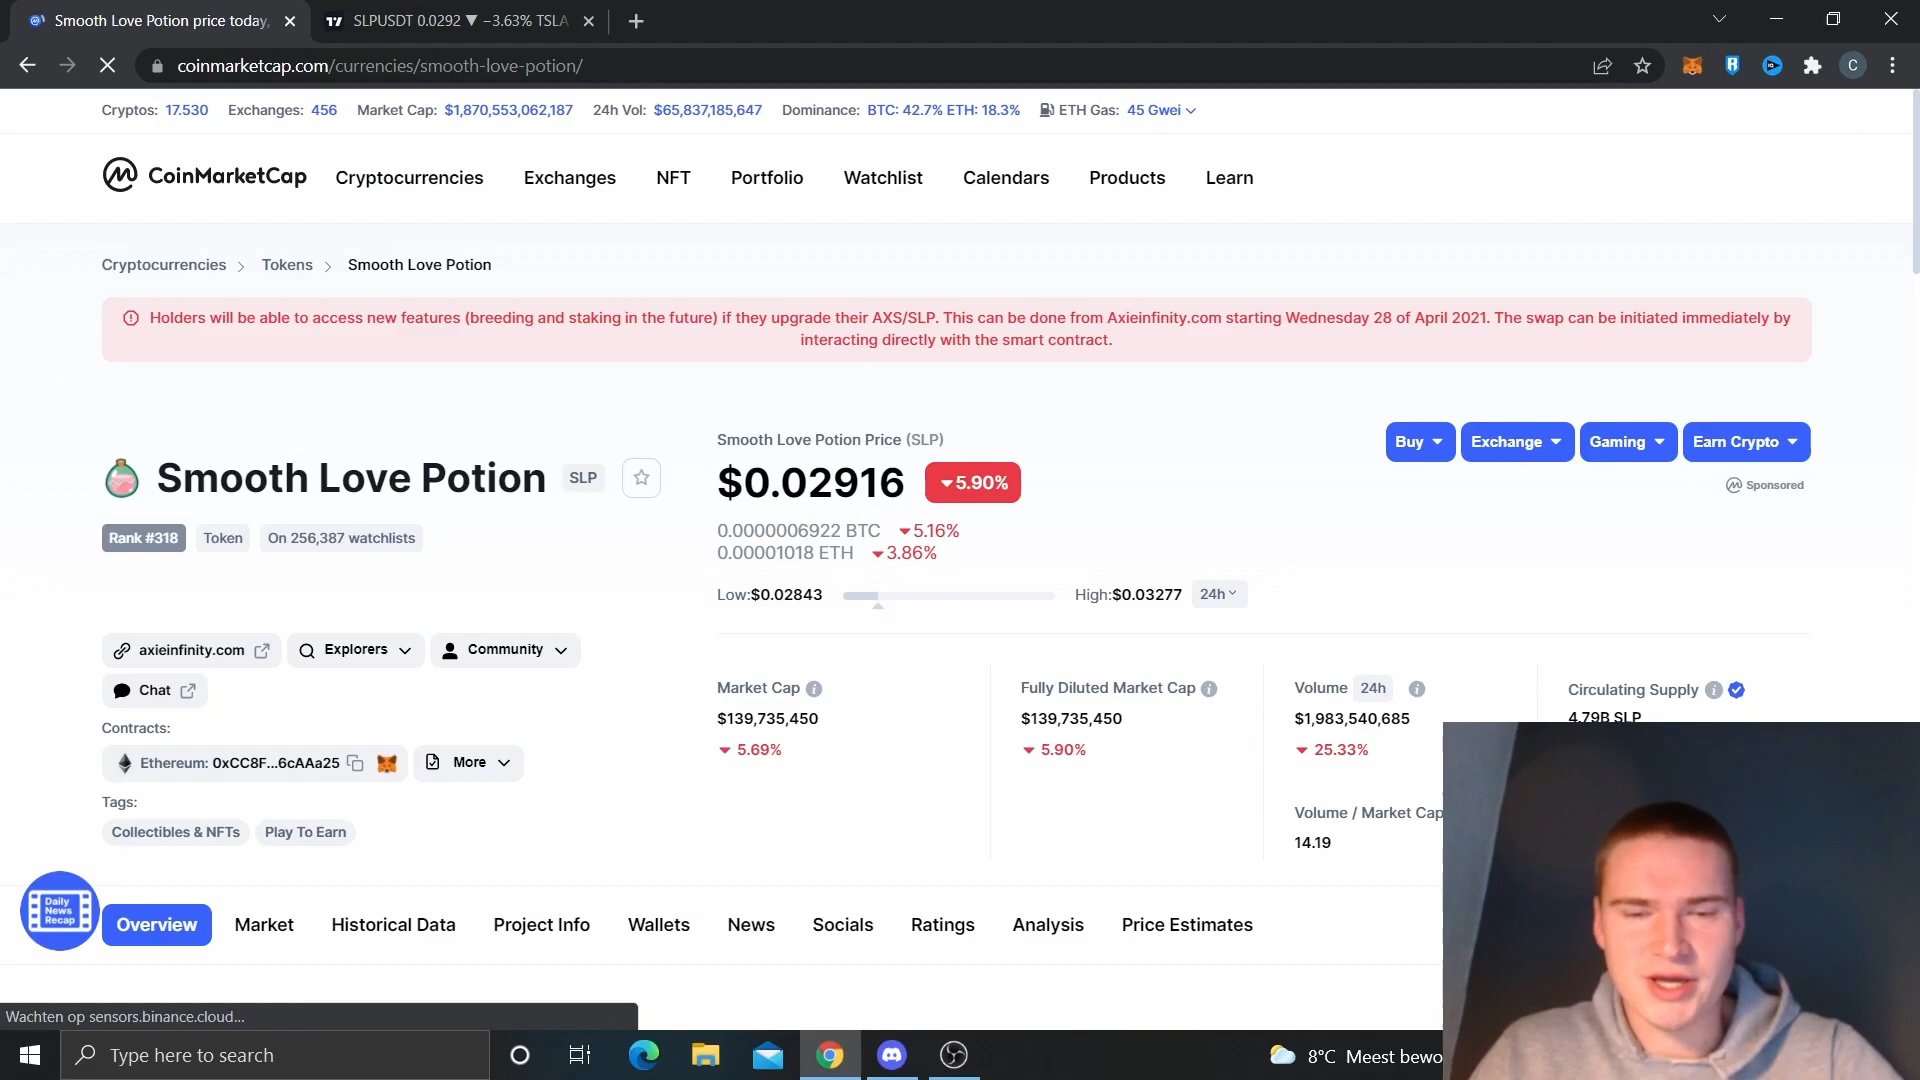 Smooth Love Potion price today,
SLPUSDT 0.0292 ▼ −3.63% TSLA
coinmarketcap.com/currencies/smooth-love-potion/
C
Cryptos: 17.530 Exchanges: 456 Market Cap: $1,870,553,062,187 24h Vol: $65,837,185,647 Dominance: BTC: 42.7% ETH: 18.3% ETH Gas: 45 Gwei
CoinMarketCap Cryptocurrencies Exchanges NFT Portfolio Watchlist Calendars Products Learn
Cryptocurrencies Tokens Smooth Love Potion
Holders will be able to access new features (breeding and staking in the future) if they upgrade their AXS/SLP. This can be done from Axieinfinity.com starting Wednesday 28 of April 2021. The swap can be initiated immediately by
interacting directly with the smart contract.
Smooth Love Potion SLP
Rank #318 Token On 256,387 watchlists
axieinfinity.com Explorers Community
Chat
Contracts:
Ethereum: 0xCC8F...6cAAa25 More
Tags:
Collectibles & NFTs Play To Earn
Smooth Love Potion Price (SLP)
$0.02916 5.90%
0.0000006922 BTC 5.16%
0.00001018 ETH 3.86%
Low:$0.02843 High:$0.03277 24h
Buy Exchange Gaming Earn Crypto
Sponsored
Market Cap
$139,735,450
5.69%
Fully Diluted Market Cap
$139,735,450
5.90%
Volume 24h
$1,983,540,685
25.33%
Volume / Market Cap
14.19
Circulating Supply
4.79B SLP
Daily
News
Recap
Overview Market Historical Data Project Info Wallets News Socials Ratings Analysis Price Estimates
Wachten op sensors.binance.cloud...
Type here to search
8°C Meest bewo